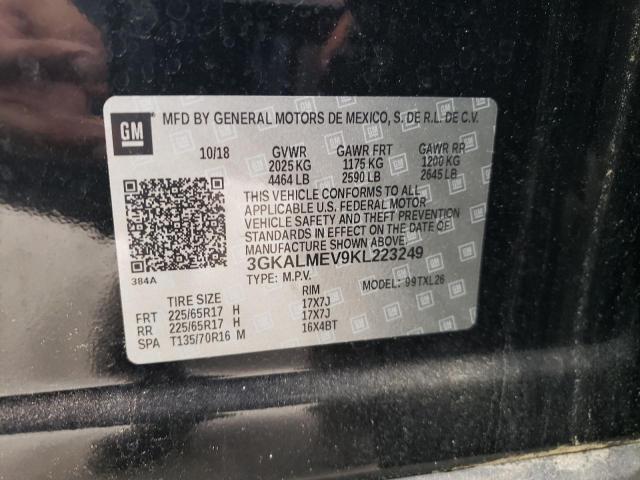 GM MFD BY GENERAL MOTORS DE MEXICO, S. DE R.L. DE C.V.
10/18 GVWR GAWR FRT GAWR RR
2025 KG 1175 KG 1200 KG
4464 LB 2590 LB 2645 LB
THIS VEHICLE CONFORMS TO ALL
APPLICABLE U.S. FEDERAL MOTOR
VEHICLE SAFETY AND THEFT PREVENTION
STANDARDS IN EFFECT ON THE DATE OF
MANUFACTURE SHOWN ABOVE.
3GKALMEV9KL223249
384A
TYPE: M.P.V. MODEL: 99TXL26
TIRE SIZE RIM
FRT 225/65R17 H 17X7J
RR 225/65R17 H 17X7J
SPA T135/70R16 M 16X4BT